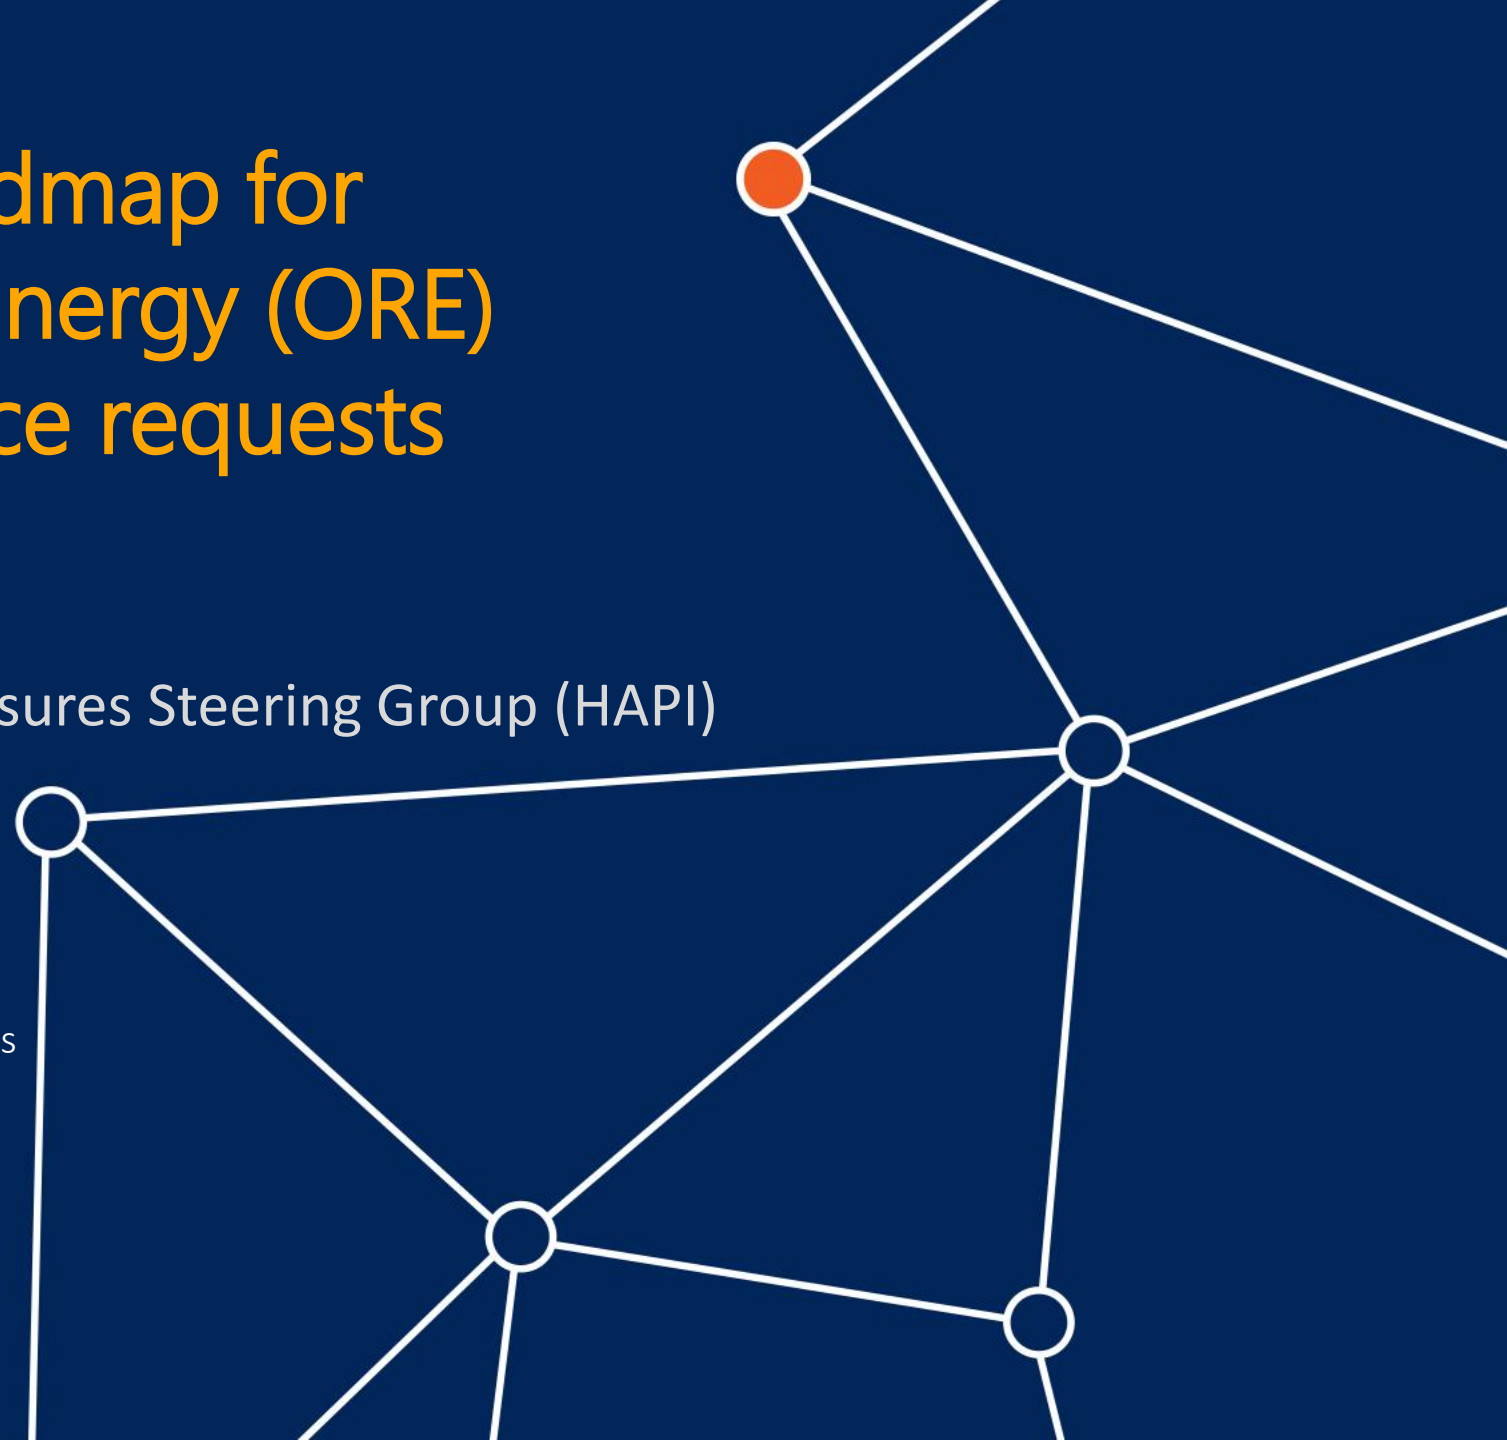 dmap for
nergy (ORE)
ce requests
sures Steering Group (HAPI)
s